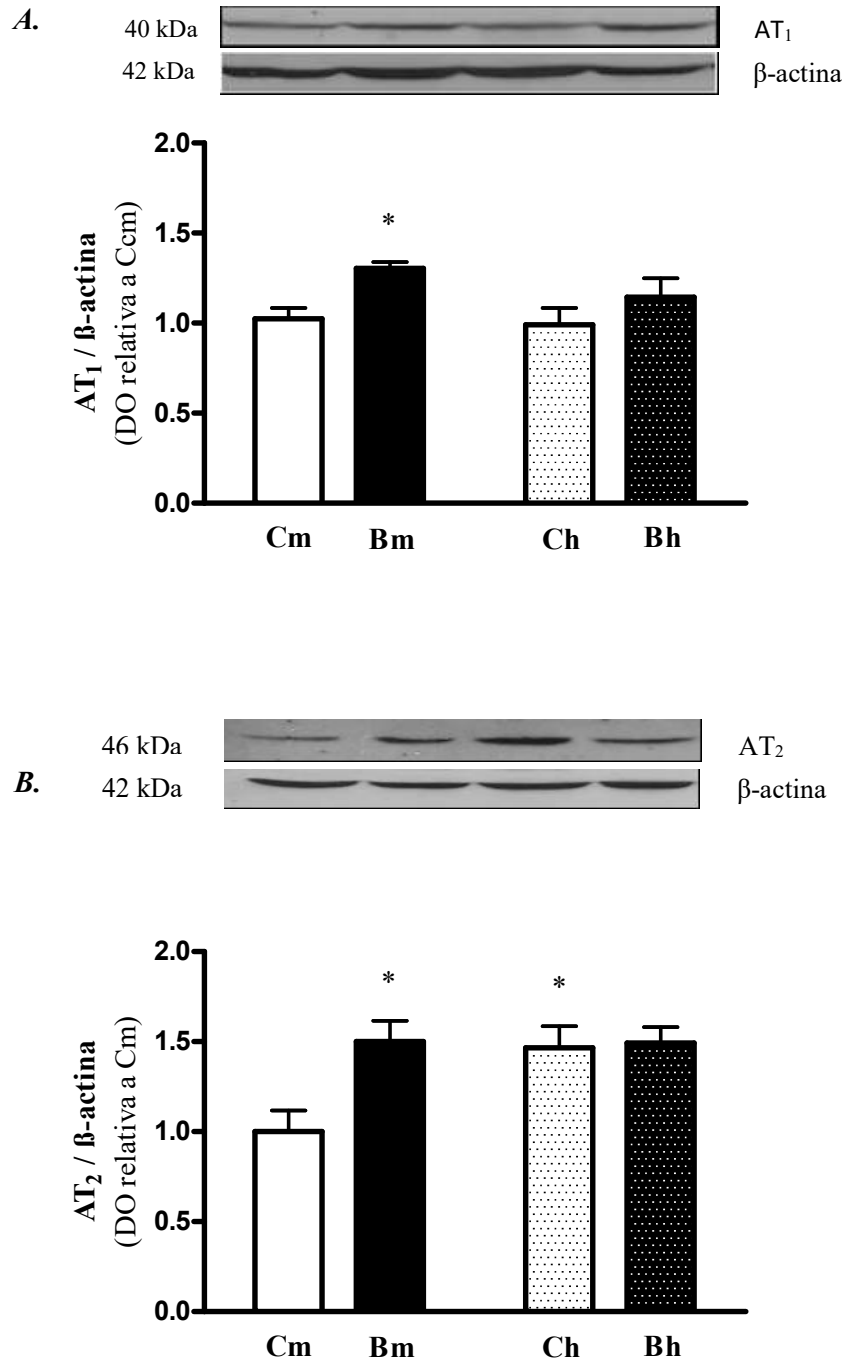 A.
40 kDa AT₁
42 kDa β-actina
AT₁ / ß-actina
(DO relativa a Ccm)
2.0
*
1.5
1.0
0.5
0.0
Cm Bm Ch Bh
46 kDa AT₂
B. 42 kDa β-actina
AT₂ / ß-actina
(DO relativa a Cm)
2.0
* *
1.5
1.0
0.5
0.0
Cm Bm Ch Bh